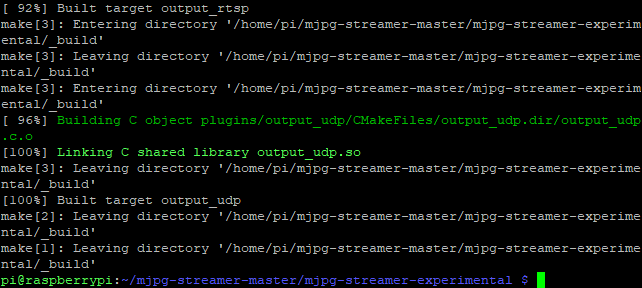 [ 92%] Built target output_rtsp
make[3]: Entering directory '/home/pi/mjpg-streamer-master/mjpg-streamer-experim
ental/_build'
make[3]: Leaving directory '/home/pi/mjpg-streamer-master/mjpg-streamer-experime
ntal/_build'
make[3]: Entering directory '/home/pi/mjpg-streamer-master/mjpg-streamer-experim
ental/_build'
[ 96%] Building C object plugins/output_udp/CMakeFiles/output_udp.dir/output_udp
.c.o
[100%] Linking C shared library output_udp.so
make[3]: Leaving directory '/home/pi/mjpg-streamer-master/mjpg-streamer-experime
ntal/_build'
[100%] Built target output_udp
make[2]: Leaving directory '/home/pi/mjpg-streamer-master/mjpg-streamer-experime
ntal/_build'
make[1]: Leaving directory '/home/pi/mjpg-streamer-master/mjpg-streamer-experime
ntal/_build'
pi@raspberrypi:~/mjpg-streamer-master/mjpg-streamer-experimental $